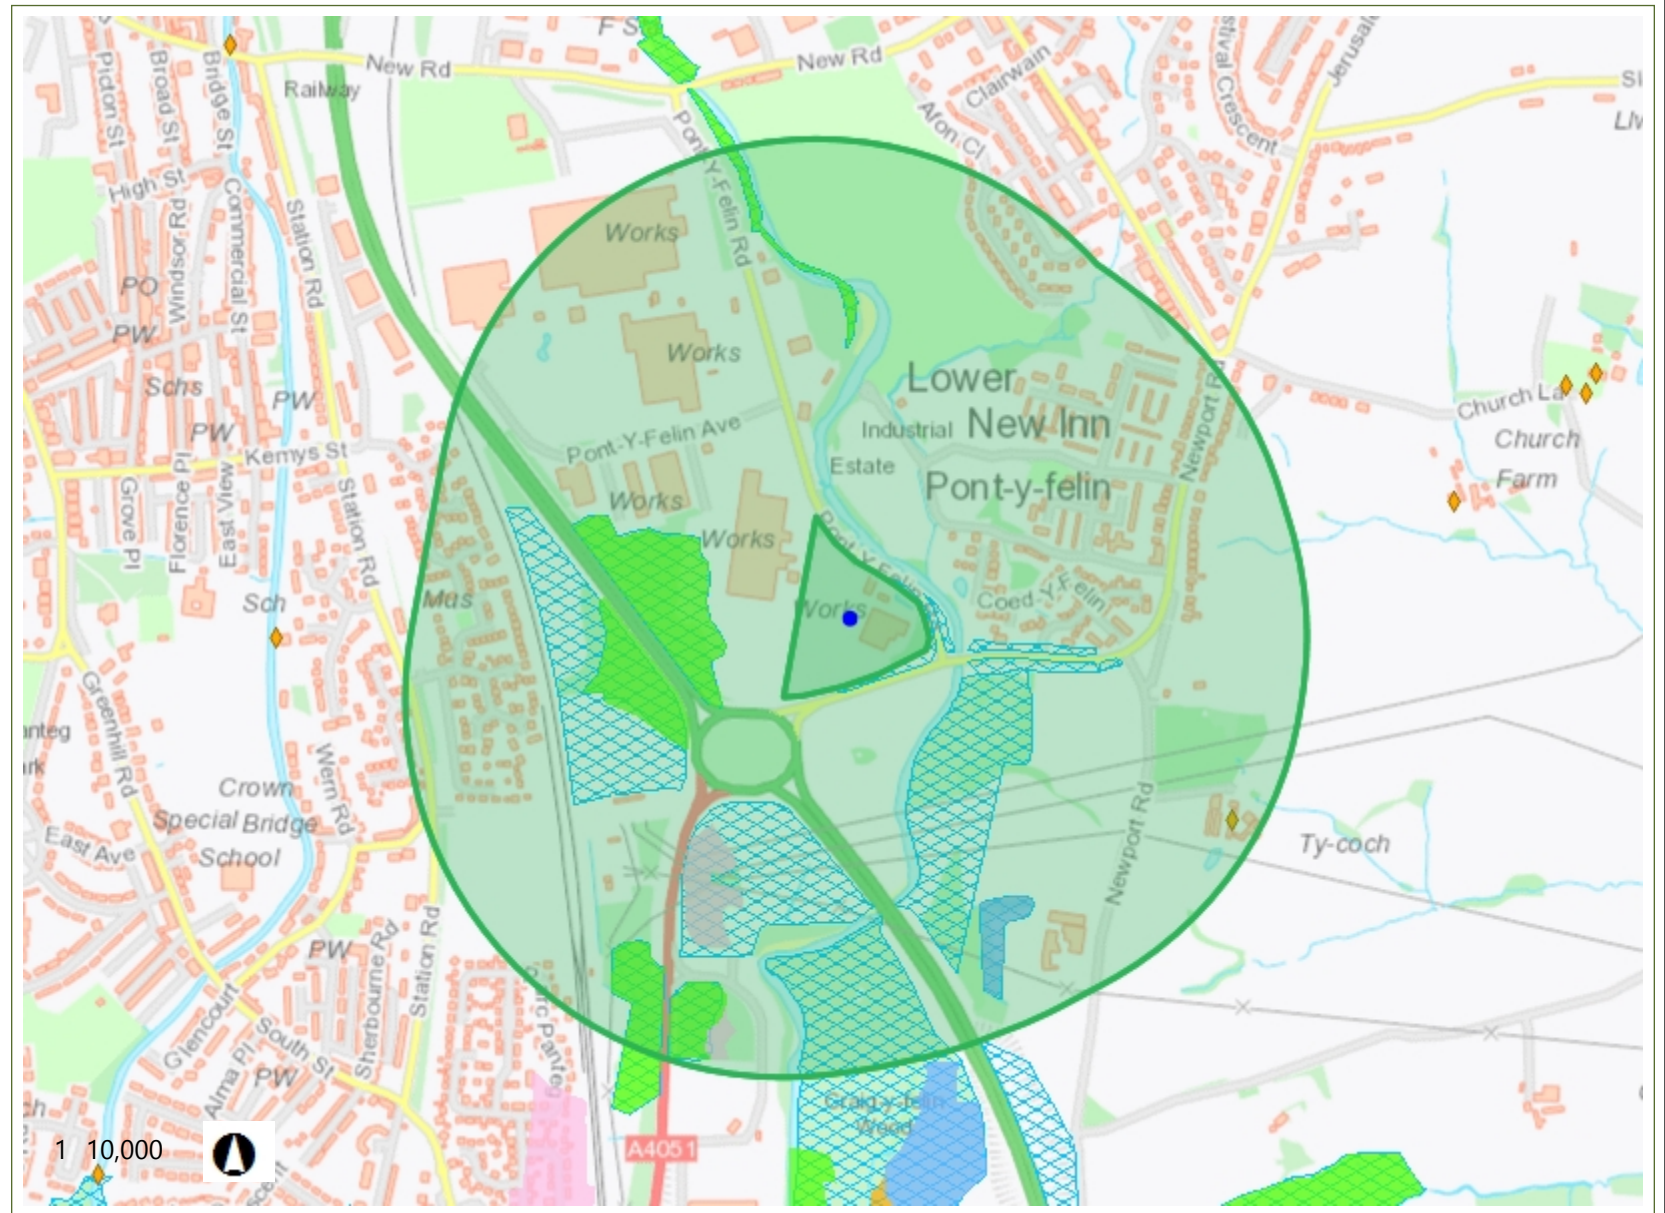 F S
New Rd
New Rd
Railway
Picton St
Broad St
Bridge St
Clairwain
Afon Cl
Crescent
High St
Windsor Rd
Commercial St
Station Rd
Pont-Y-Felin Rd
Works
PO
PW
Schs
PW
PW
Works
Kemys St
Pont-Y-Felin Ave
Lower
New Inn
Industrial
Estate
Pont-y-felin
Newport Rd
Church La
Church
Farm
Grove Pl
Florence Pl
East View
Station Rd
Works
Works
Mus
Sch
Works
Coed-Y-Felin
Greenhill Rd
Wern Rd
Crown
Special Bridge
School
East Ave
Newport Rd
Ty-coch
PW
Glencourt
South St
Sherbourne Rd
Station Rd
Alma Pl
PW
Craig-y-felin
Wood
A4051
1 10,000